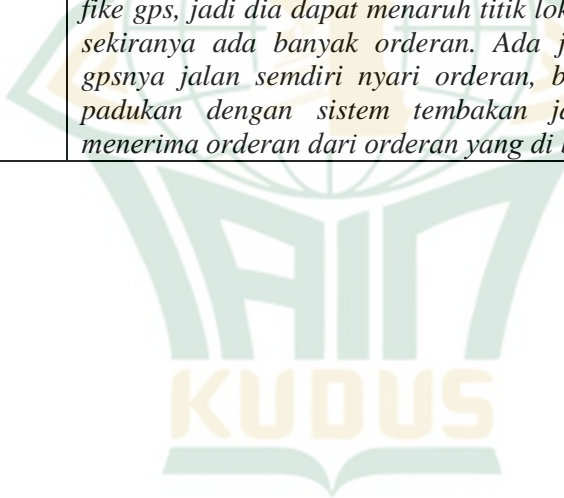 fike gps, jadi dia dapat menaruh titik lok
sekiranya ada banyak orderan. Ada j
gpsnya jalan semdiri nyari orderan, b
padukan dengan sistem tembakan ja
menerima orderan dari orderan yang di
IAIN
KUDUS